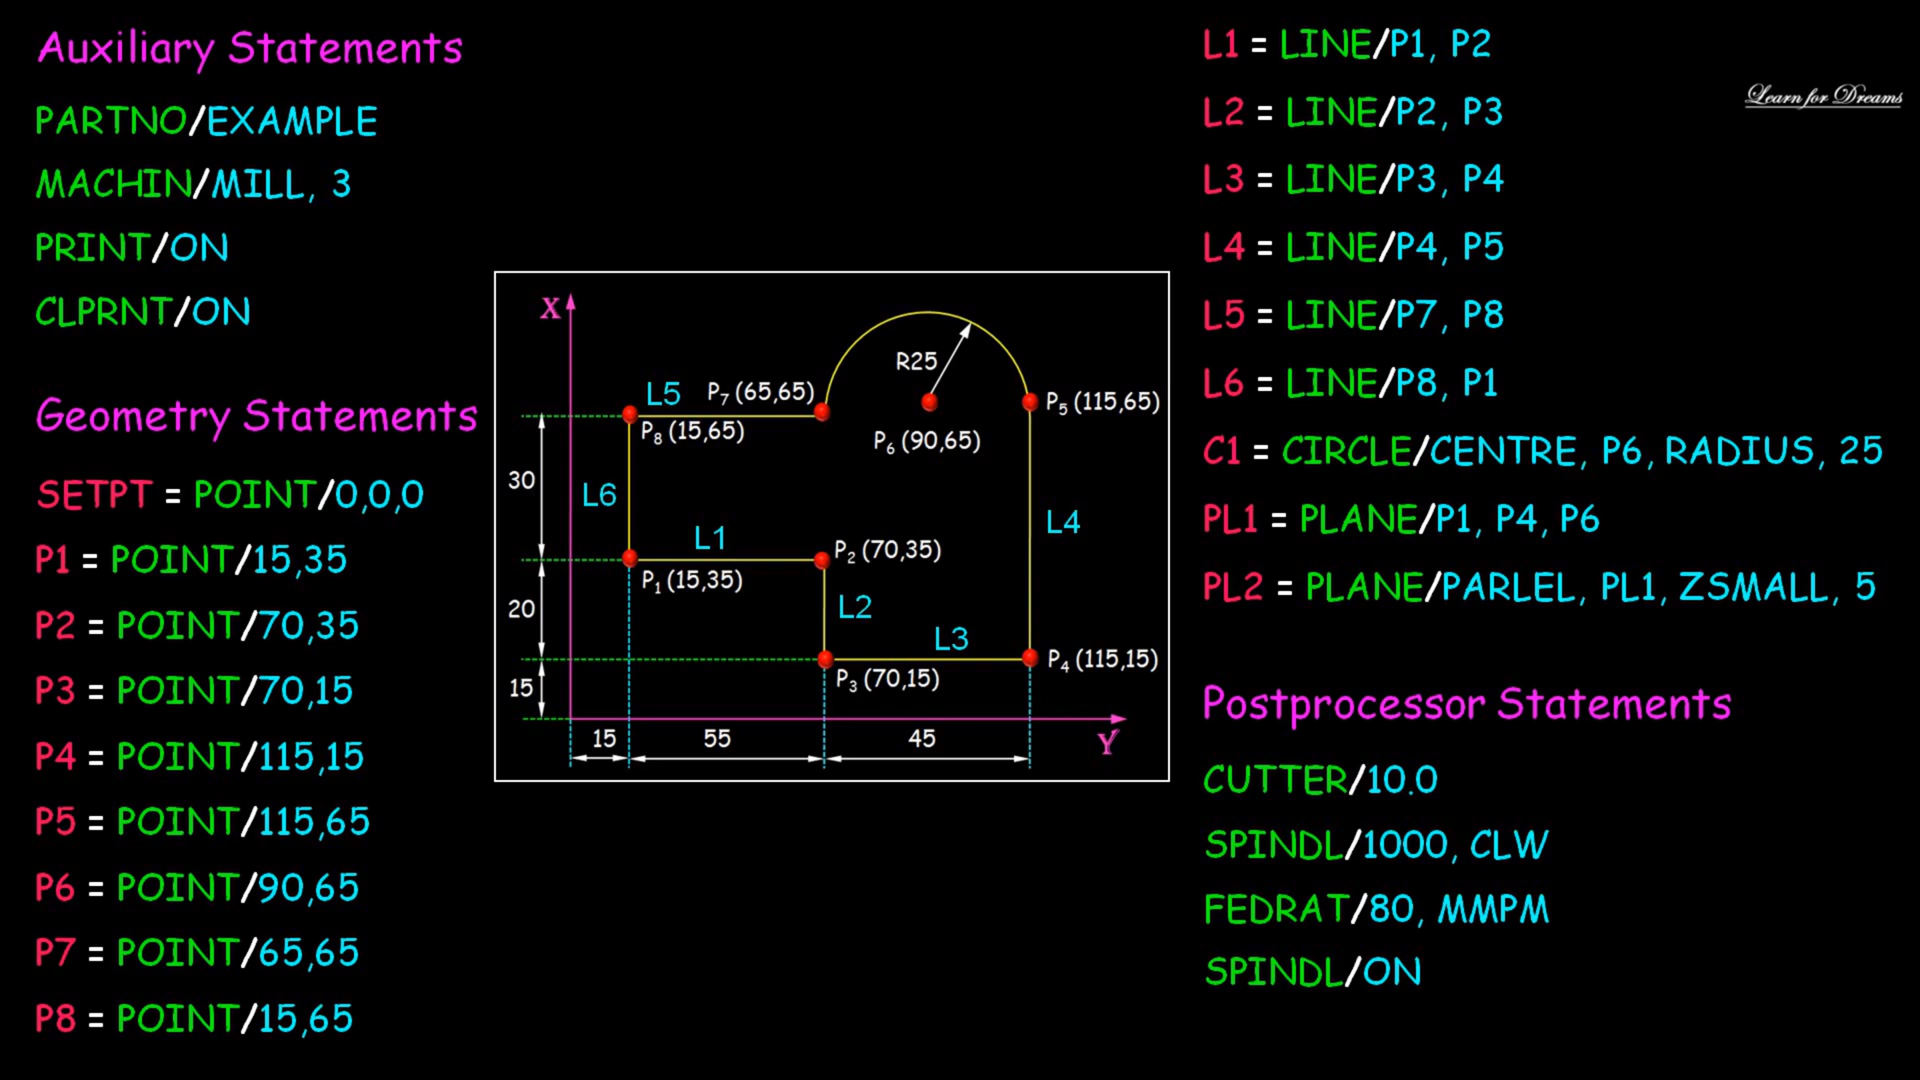 Auxiliary Statements
PARTNO/EXAMPLE
MACHIN/MILL, 3
PRINT/ON
CLPRNT/ON
Geometry Statements
SETPT = POINT/0,0,0
P1 = POINT/15,35
P2 = POINT/70,35
P3 = POINT/70,15
P4 = POINT/115,15
P5 = POINT/115,65
P6 = POINT/90,65
P7 = POINT/65,65
P8 = POINT/15,65
X
R25
L5
P7 (65,65)
P5 (115,65)
P8 (15,65)
P6 (90,65)
30
L6
L4
L1
P2 (70,35)
P1 (15,35)
20
L2
L3
P4 (115,15)
15
P3 (70,15)
15
55
45
Y
L1 = LINE/P1, P2
L2 = LINE/P2, P3
L3 = LINE/P3, P4
L4 = LINE/P4, P5
L5 = LINE/P7, P8
L6 = LINE/P8, P1
C1 = CIRCLE/CENTRE, P6, RADIUS, 25
PL1 = PLANE/P1, P4, P6
PL2 = PLANE/PARLEL, PL1, ZSMALL, 5
Postprocessor Statements
CUTTER/10.0
SPINDL/1000, CLW
FEDRAT/80, MMPM
SPINDL/ON
Learn for Dreams